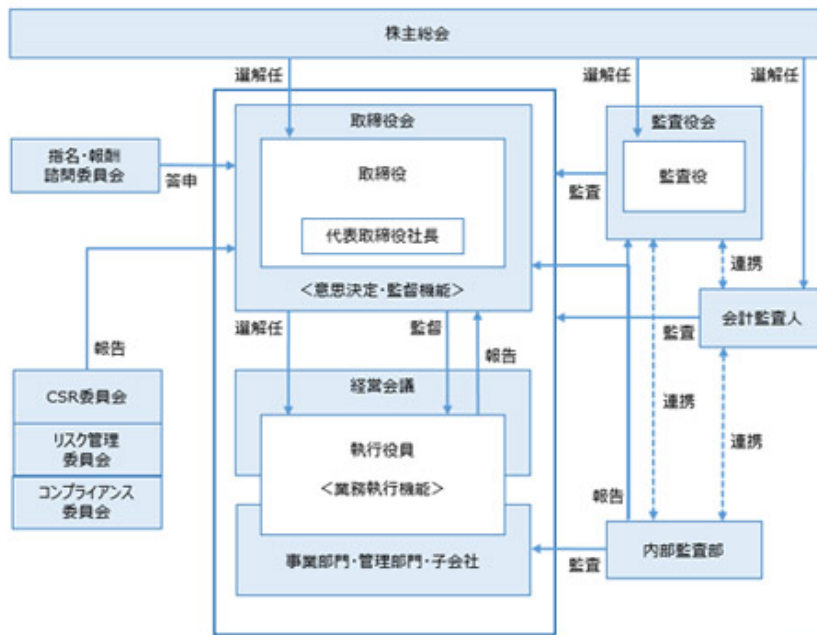 株主総会
選解任
選解任
選解任
取締役会
監査役会
指名・報酬
諮問委員会
答申
取締役
監査
監査役
代表取締役社長
連携
<意思決定・監督機能>
会計監査人
選解任
監督
監査
報告
報告
経営会議
CSR委員会
連携
執行役員
リスク管理
委員会
連携
<業務執行機能>
コンプライアンス
委員会
報告
内部監査部
事業部門・管理部門・子会社
監査